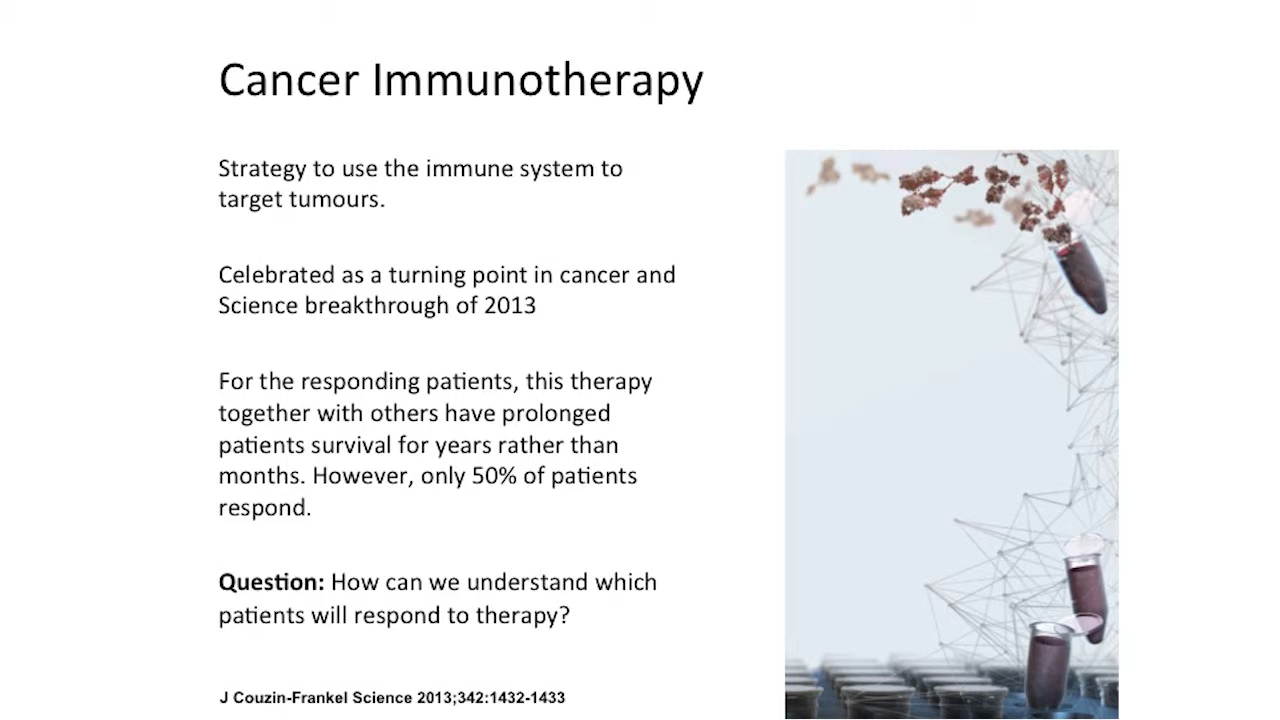 Cancer Immunotherapy
Strategy to use the immune system to
target tumours.
Celebrated as a turning point in cancer and
Science breakthrough of 2013
For the responding patients, this therapy
together with others have prolonged
patients survival for years rather than
months. However, only 50% of patients
respond.
Question: How can we understand which
patients will respond to therapy?
J Couzin-Frankel Science 2013;342:1432-1433